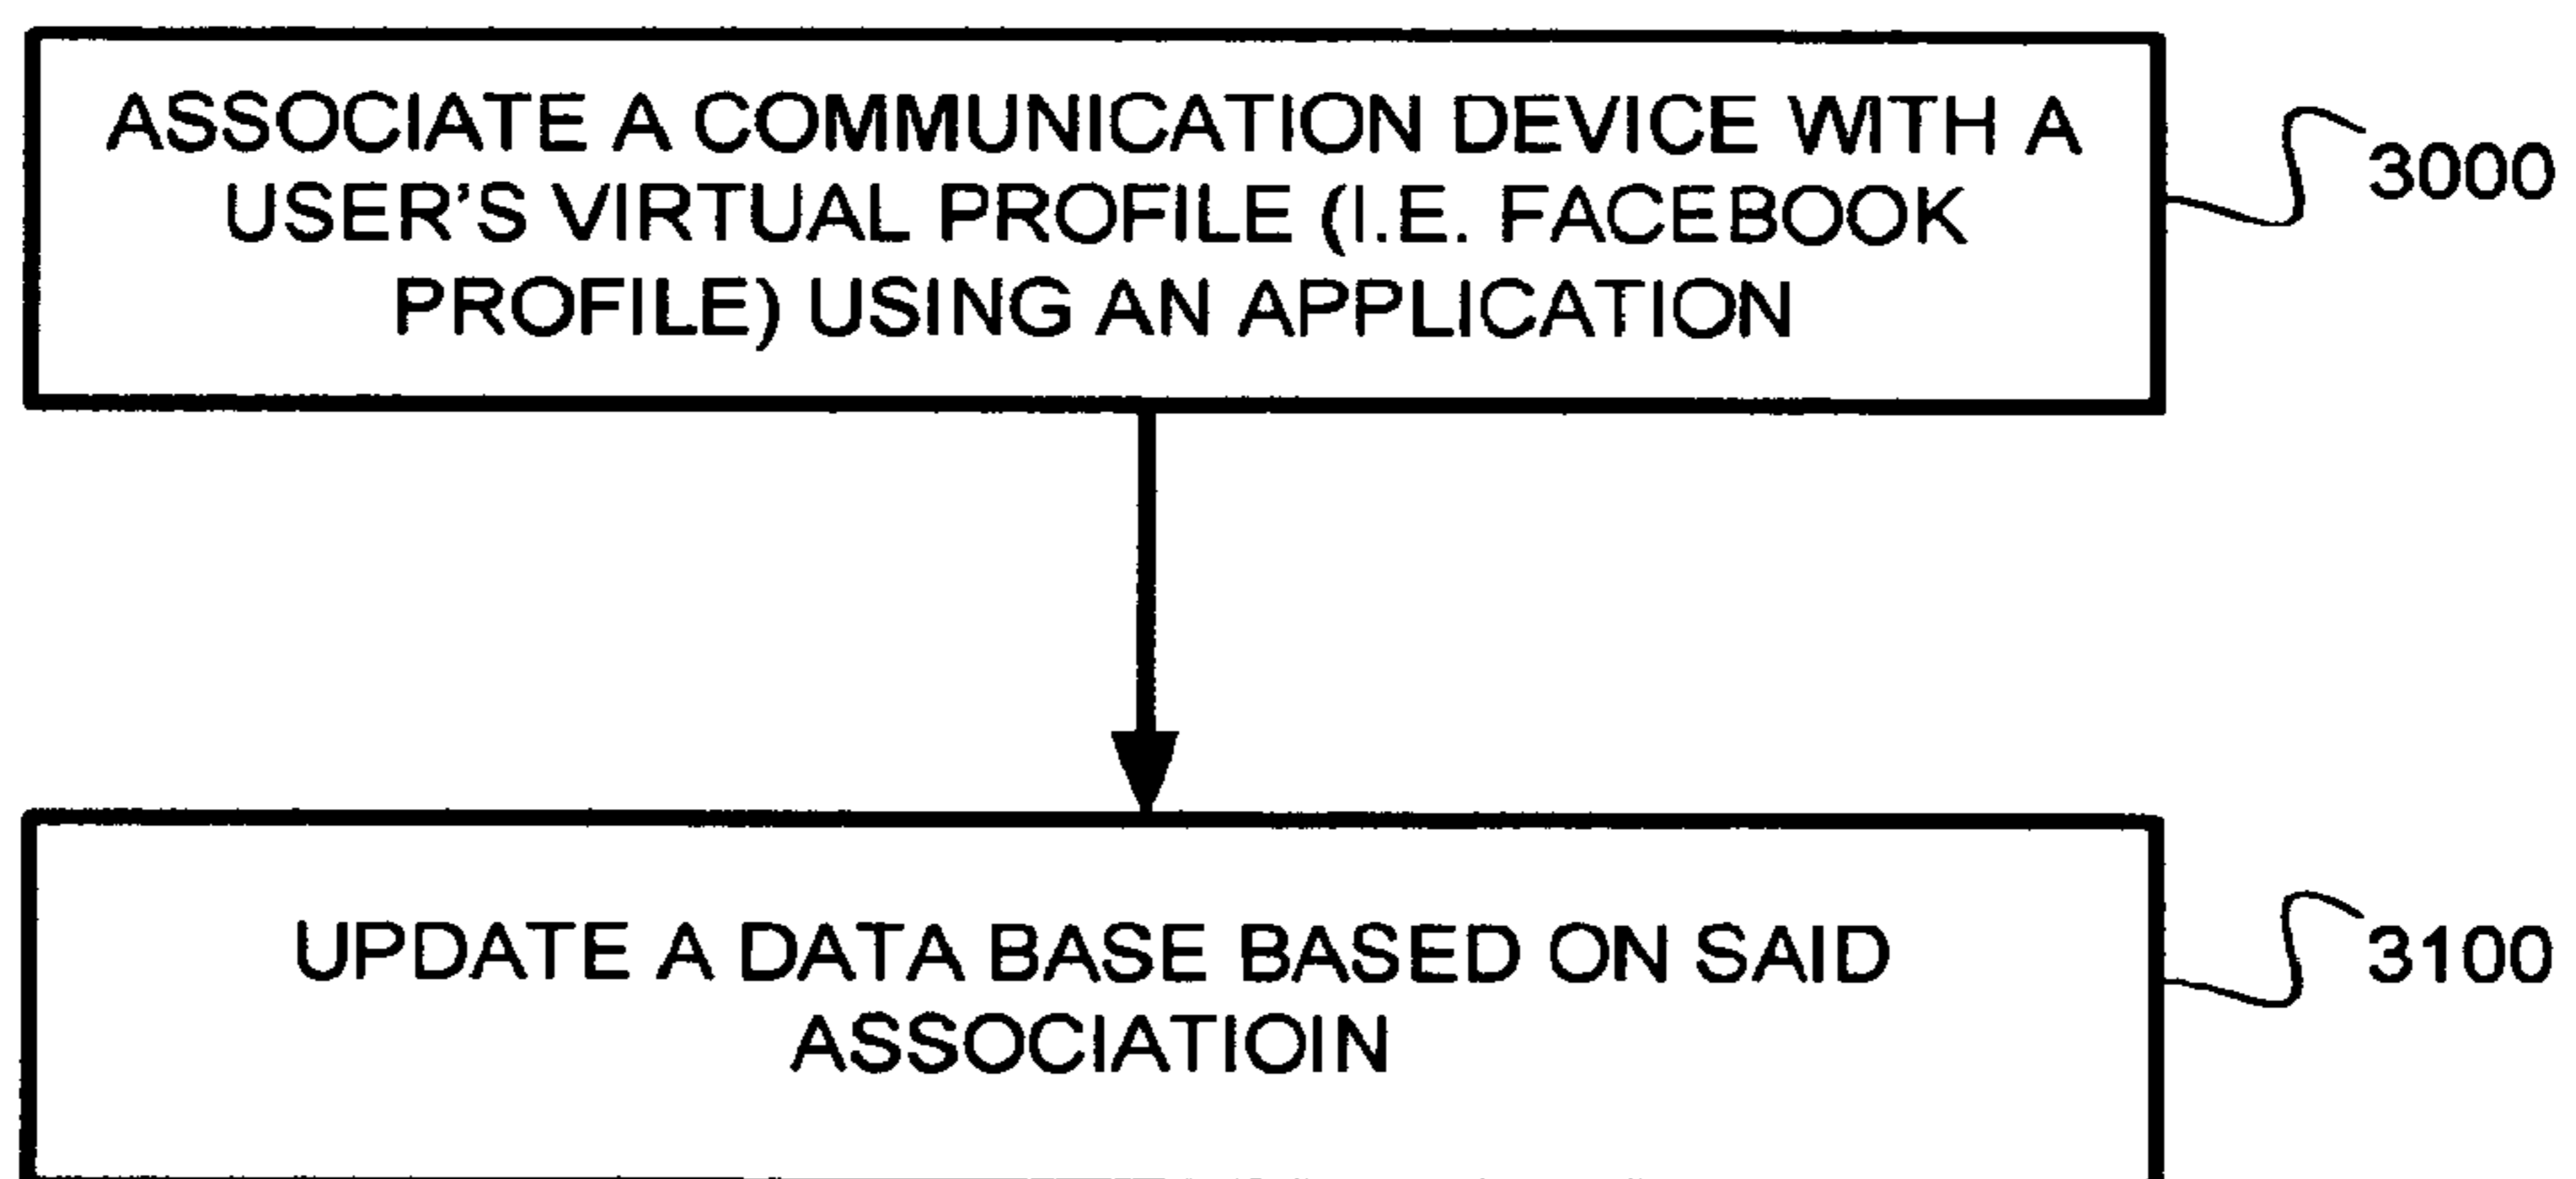 ASSOCIATE A COMMUNICATION DEVICE WITH A
USER'S VIRTUAL PROFILE (I.E. FACEBOOK
PROFILE) USING AN APPLICATION
3000
UPDATE A DATA BASE BASED ON SAID
ASSOCIATIOIN
3100